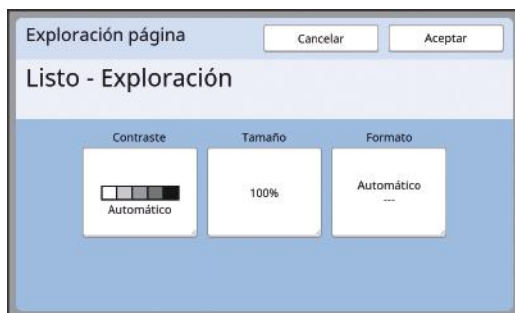 Exploración página
Cancelar
Aceptar
Listo - Exploración
Contraste
Tamaño
Formato
Automático
100%
Automático
---